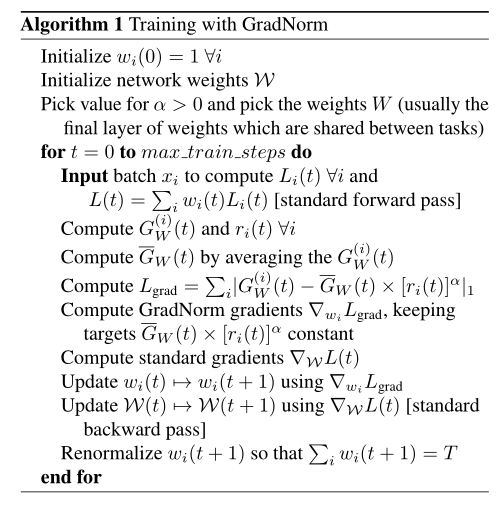 Algorithm 1 Training with GradNorm
Initialize $w_i(0) = 1 \; \forall i$
Initialize network weights $\mathcal{W}$
Pick value for $\alpha > 0$ and pick the weights $W$ (usually the
final layer of weights which are shared between tasks)
for $t = 0$ to $max\_train\_steps$ do
Input batch $x_i$ to compute $L_i(t) \; \forall i$ and
$L(t) = \sum_i w_i(t) L_i(t)$ [standard forward pass]
Compute $G_W^{(i)}(t)$ and $r_i(t) \; \forall i$
Compute $\overline{G}_W(t)$ by averaging the $G_W^{(i)}(t)$
Compute $L_{\text{grad}} = \sum_i |G_W^{(i)}(t) - \overline{G}_W(t) \times [r_i(t)]^\alpha|_1$
Compute GradNorm gradients $\nabla_{w_i} L_{\text{grad}}$, keeping
targets $\overline{G}_W(t) \times [r_i(t)]^\alpha$ constant
Compute standard gradients $\nabla_{\mathcal{W}} L(t)$
Update $w_i(t) \mapsto w_i(t+1)$ using $\nabla_{w_i} L_{\text{grad}}$
Update $\mathcal{W}(t) \mapsto \mathcal{W}(t+1)$ using $\nabla_{\mathcal{W}} L(t)$ [standard
backward pass]
Renormalize $w_i(t+1)$ so that $\sum_i w_i(t+1) = T$
end for